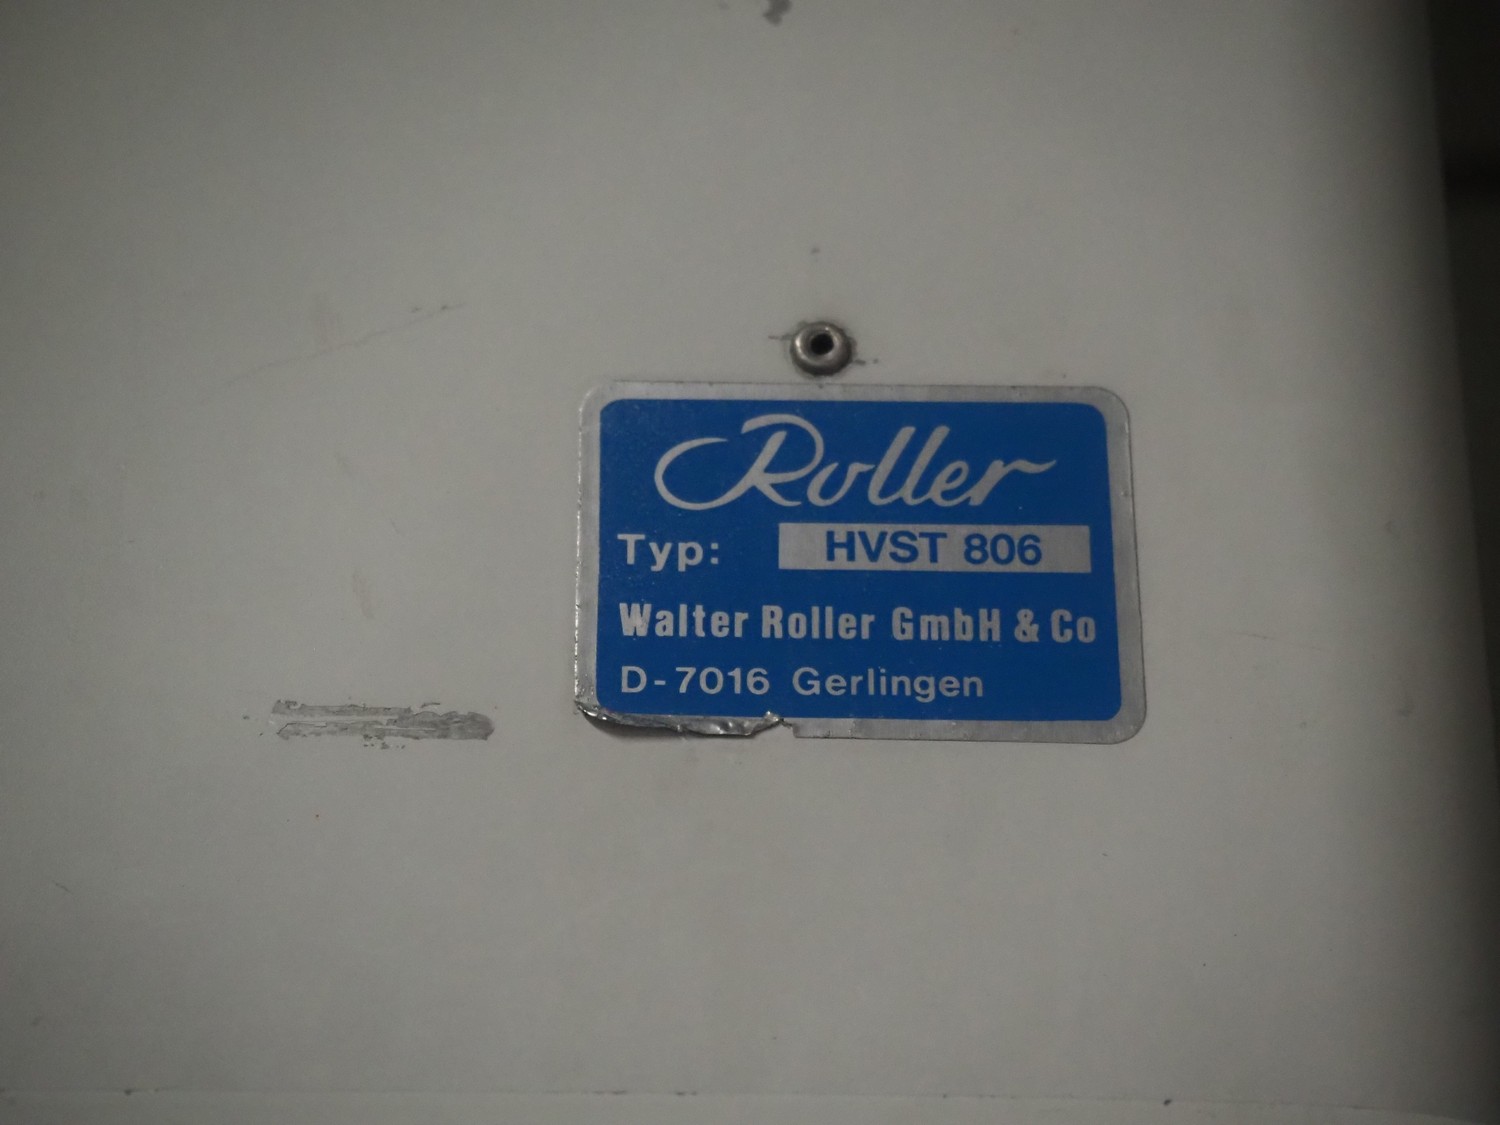 Roller
Typ: HVST 806
Walter Roller GmbH & Co
D-7016 Gerlingen